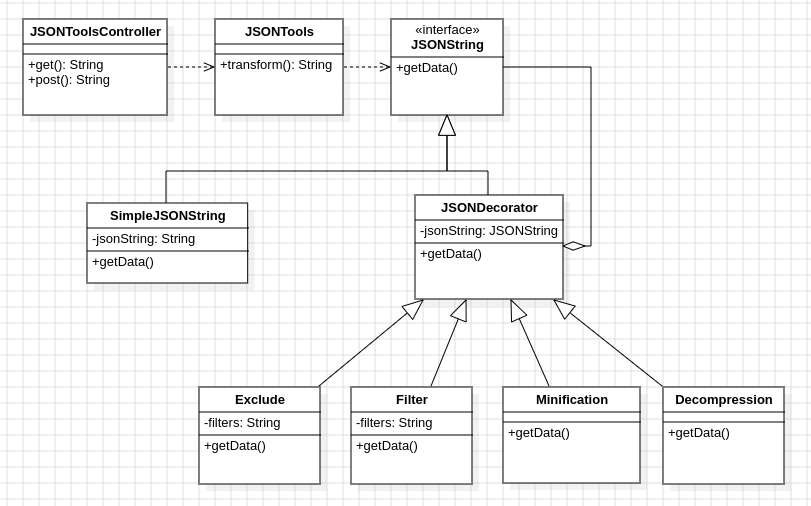 JSONToolsController
+get(): String
+post(): String
JSONTools
+transform(): String
«interface»
JSONString
+getData()
SimpleJSONString
-jsonString: String
+getData()
JSONDecorator
-jsonString: JSONString
+getData()
Exclude
-filters: String
+getData()
Filter
-filters: String
+getData()
Minification
+getData()
Decompression
+getData()